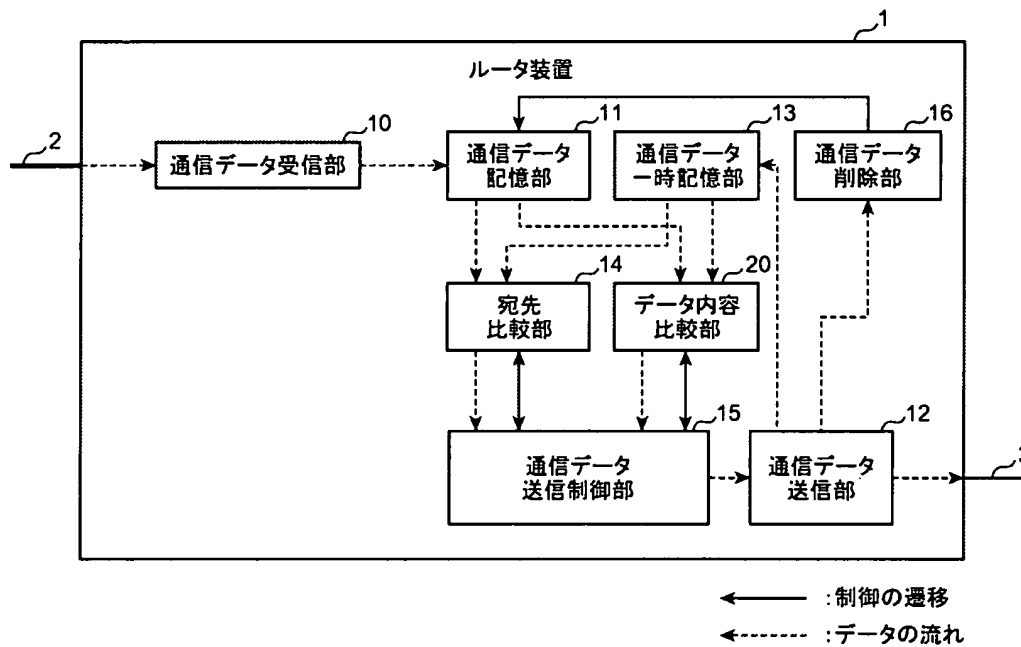 1
ルータ装置
2
10
11
13
16
通信データ受信部
通信データ
記憶部
通信データ
一時記憶部
通信データ
削除部
14
20
宛先
比較部
データ内容
比較部
15
12
3
通信データ
送信制御部
通信データ
送信部
:制御の遷移
:データの流れ